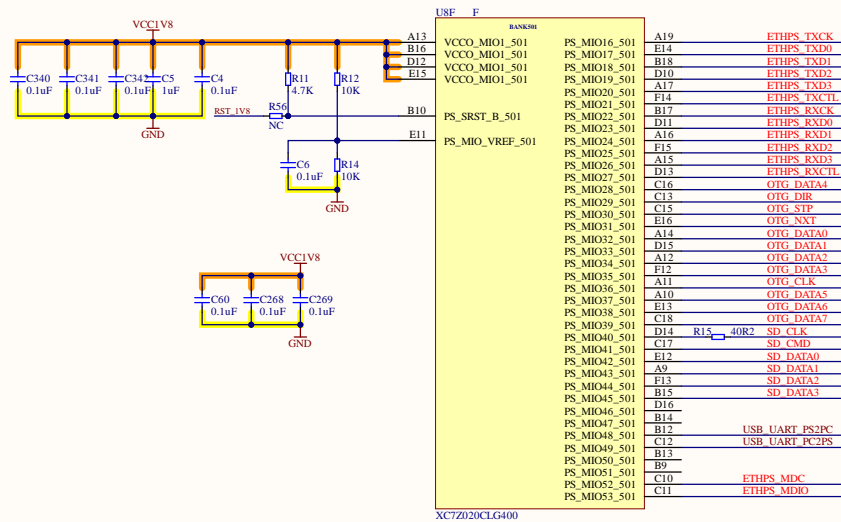 U8F F
BANK501
VCC1V8
A13 VCCO_MIO1_501
B16 VCCO_MIO1_501
D12 VCCO_MIO1_501
E15 VCCO_MIO1_501
C340 0.1uF
C341 0.1uF
C342 0.1uF
C5 1uF
C4 0.1uF
R11 4.7K
R12 10K
GND
RST_1V8
R56 NC
B10 PS_SRST_B_501
E11 PS_MIO_VREF_501
C6 0.1uF
R14 10K
GND
VCC1V8
C60 0.1uF
C268 0.1uF
C269 0.1uF
GND
PS_MIO16_501 A19 ETHPS_TXCK
PS_MIO17_501 E14 ETHPS_TXD0
PS_MIO18_501 B18 ETHPS_TXD1
PS_MIO19_501 D10 ETHPS_TXD2
PS_MIO20_501 A17 ETHPS_TXD3
PS_MIO21_501 F14 ETHPS_TXCTL
PS_MIO22_501 B17 ETHPS_RXCK
PS_MIO23_501 D11 ETHPS_RXD0
PS_MIO24_501 A16 ETHPS_RXD1
PS_MIO25_501 F15 ETHPS_RXD2
PS_MIO26_501 A15 ETHPS_RXD3
PS_MIO27_501 D13 ETHPS_RXCTL
PS_MIO28_501 C16 OTG_DATA4
PS_MIO29_501 C13 OTG_DIR
PS_MIO30_501 C15 OTG_STP
PS_MIO31_501 E16 OTG_NXT
PS_MIO32_501 A14 OTG_DATA0
PS_MIO33_501 D15 OTG_DATA1
PS_MIO34_501 A12 OTG_DATA2
PS_MIO35_501 F12 OTG_DATA3
PS_MIO36_501 A11 OTG_CLK
PS_MIO37_501 A10 OTG_DATA5
PS_MIO38_501 E13 OTG_DATA6
PS_MIO39_501 C18 OTG_DATA7
PS_MIO40_501 D14 R15 40R2 SD_CLK
PS_MIO41_501 C17 SD_CMD
PS_MIO42_501 E12 SD_DATA0
PS_MIO43_501 A9 SD_DATA1
PS_MIO44_501 F13 SD_DATA2
PS_MIO45_501 B15 SD_DATA3
PS_MIO46_501 D16
PS_MIO47_501 B14
PS_MIO48_501 B12 USB_UART_PS2PC
PS_MIO49_501 C12 USB_UART_PC2PS
PS_MIO50_501 B13
PS_MIO51_501 B9
PS_MIO52_501 C10 ETHPS_MDC
PS_MIO53_501 C11 ETHPS_MDIO
XC7Z020CLG400